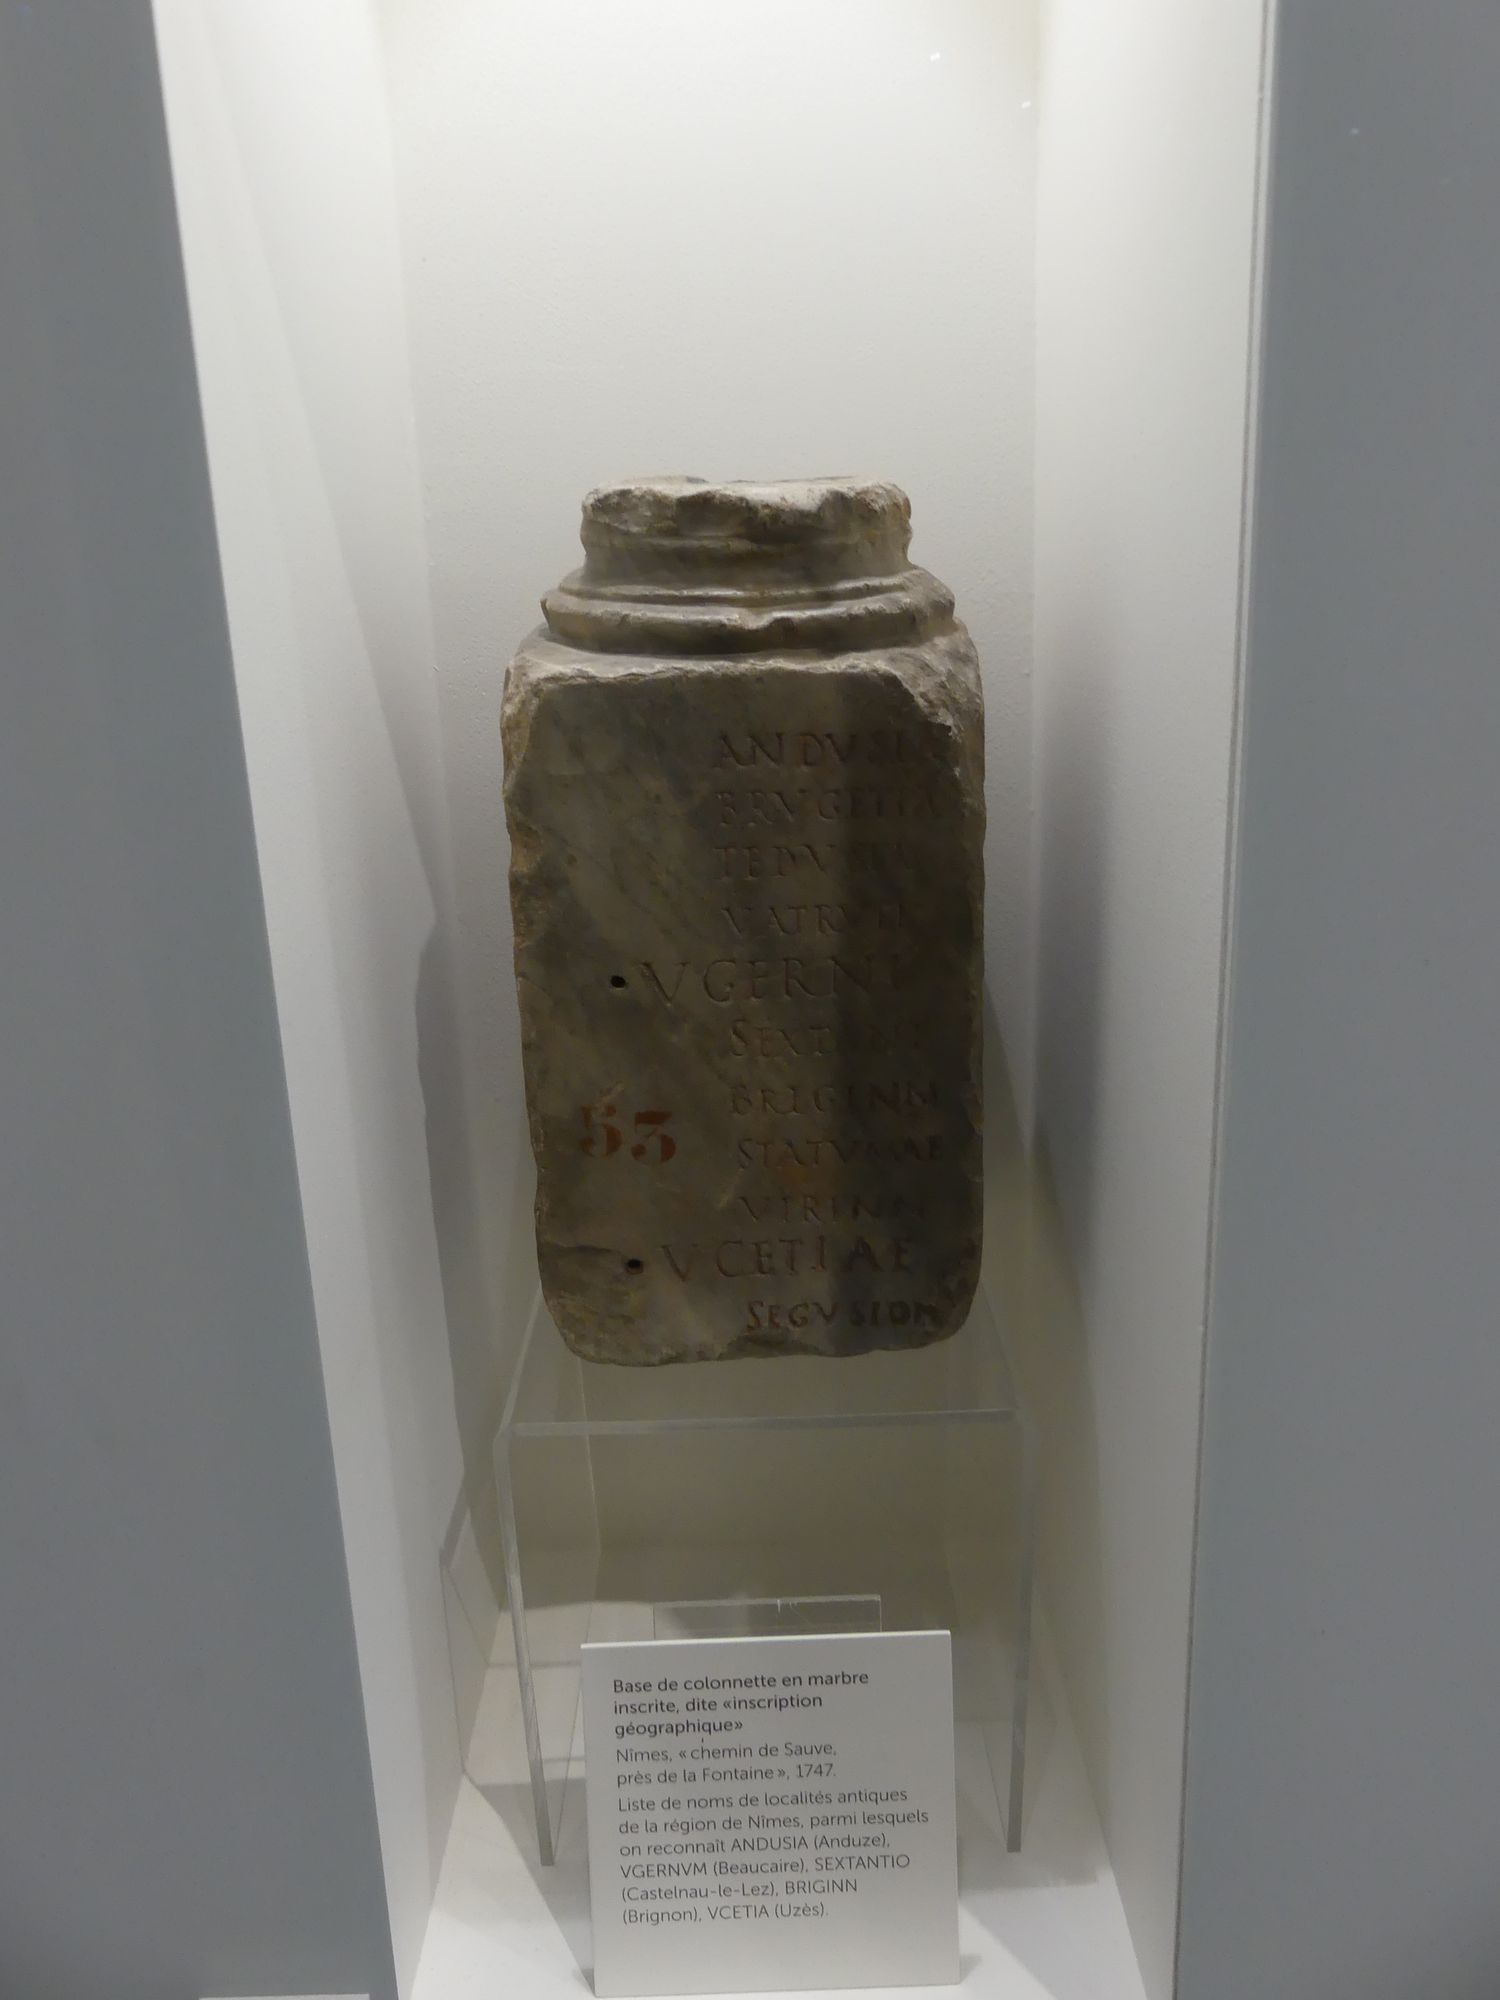 ANDUSIA
BRVGETIA
TEDVSIA
VATRVTE
VGERNI
SEXTANT
BRIGINN
STATVMAE
VIRINN
VCETIAE
SEGVSION
53
Base de colonnette en marbre
inscrite, dite «inscription
géographique»
Nîmes, « chemin de Sauve,
près de la Fontaine », 1747.
Liste de noms de localités antiques
de la région de Nîmes, parmi lesquels
on reconnaît ANDUSIA (Anduze),
VGERNVM (Beaucaire), SEXTANTIO
(Castelnau-le-Lez), BRIGINN
(Brignon), VCETIA (Uzès).